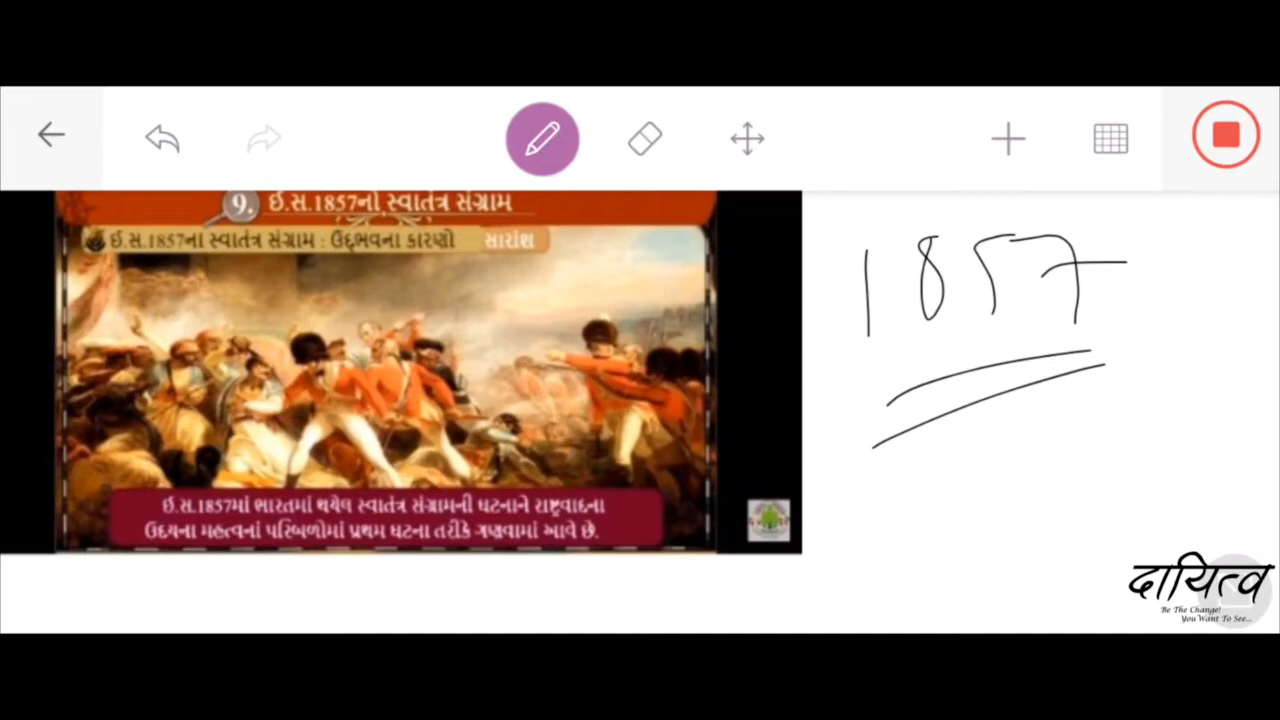 9. ઈ.સ.1857નો સ્વાતંત્ર સંગ્રામ
ઈ.સ.1857ના સ્વાતંત્ર સંગ્રામ : ઉદ્ભવના કારણો સારાંશ
1857
ઈ.સ.1857માં ભારતમાં થયેલ સ્વાતંત્ર સંગ્રામની ઘટનાને રાષ્ટ્રવાદના
ઉદયના મહત્વનાં પરિબળોમાં પ્રથમ ઘટના તરીકે ગણવામાં આવે છે.
दायित्व
Be The Change!
You Want To See...